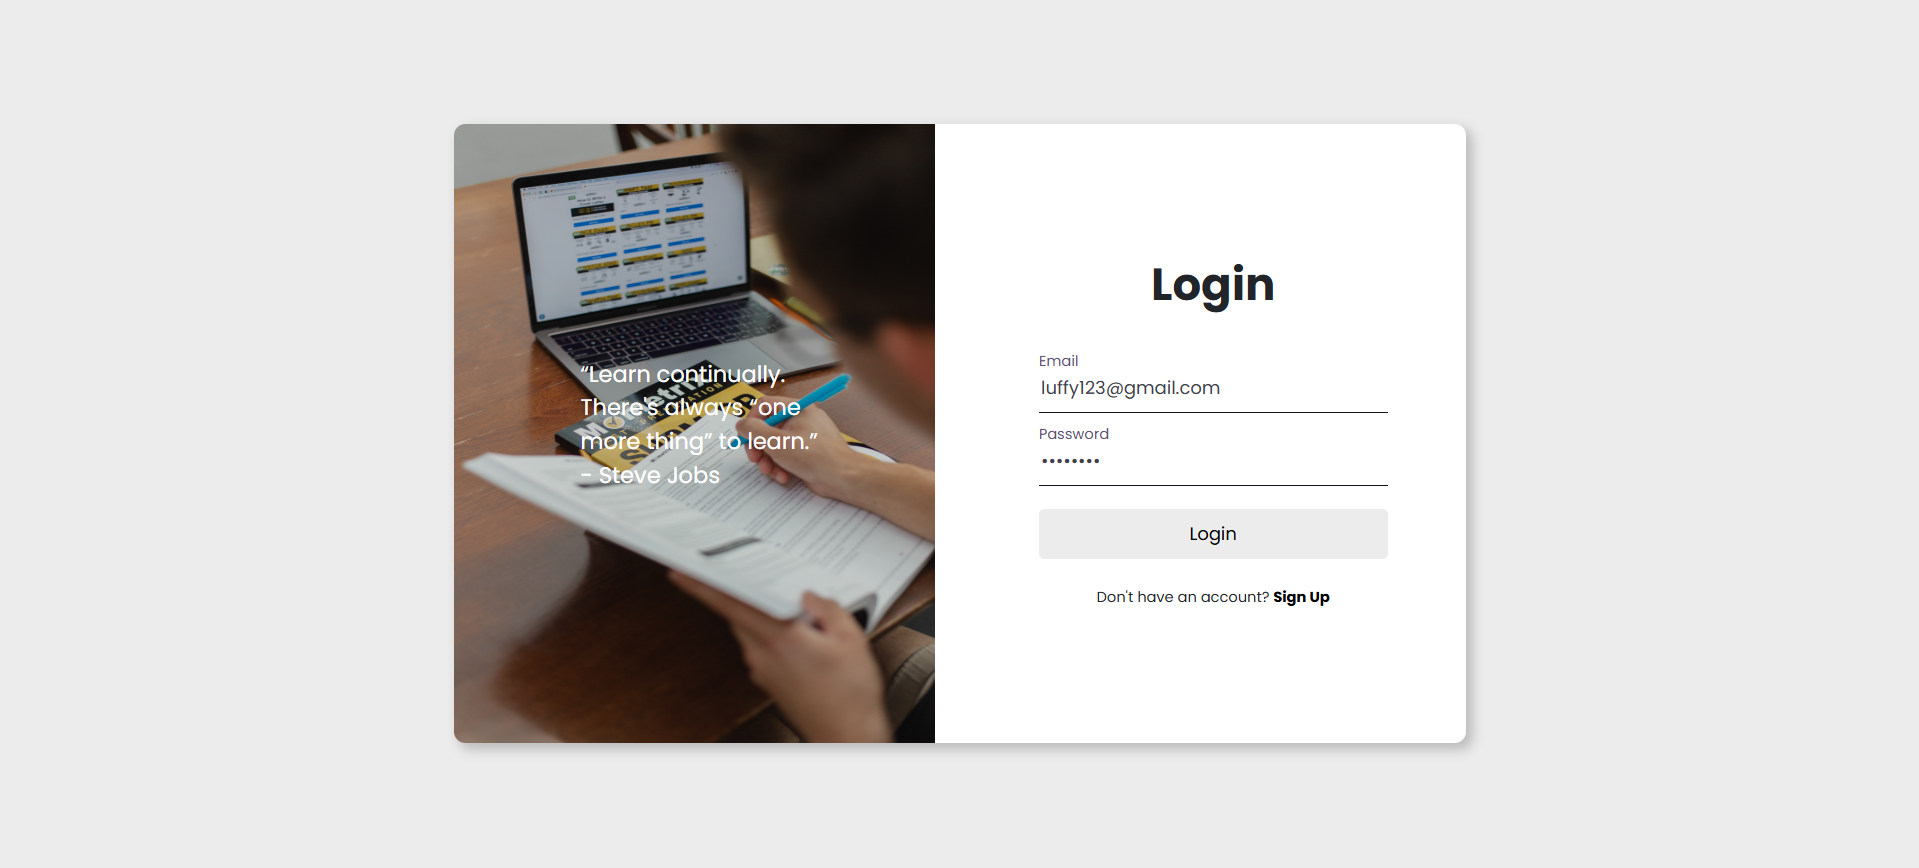 “Learn continually.
There's always “one
more thing” to learn.”
- Steve Jobs
Login
Email
luffy123@gmail.com
Password
••••••••
Login
Don't have an account? Sign Up